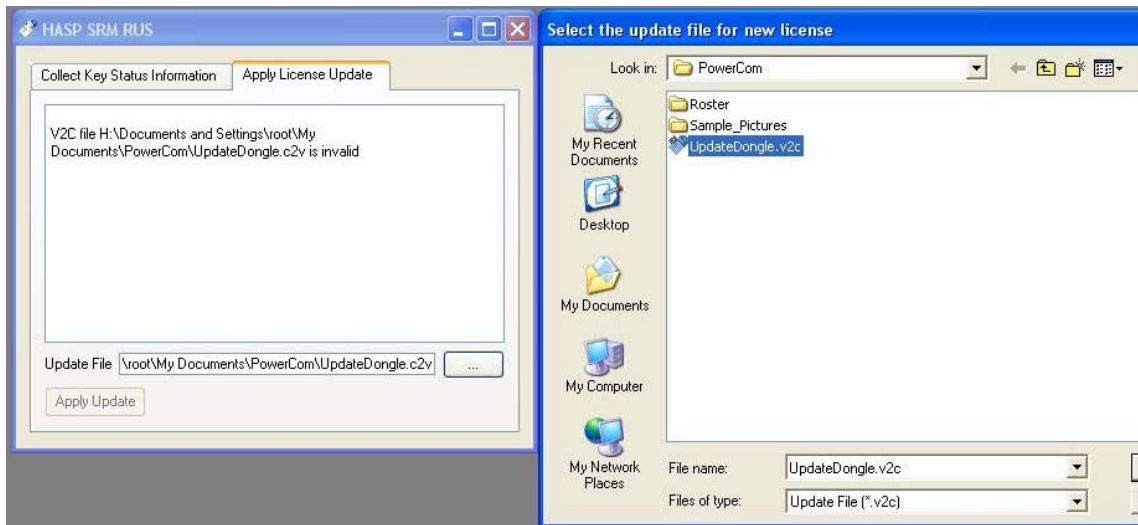 HASP SRM RUS
Collect Key Status Information
Apply License Update
V2C file H:\Documents and Settings\root\My
Documents\PowerCom\UpdateDongle.c2v is invalid
Update File
\root\My Documents\PowerCom\UpdateDongle.c2v
...
Apply Update
Select the update file for new license
Look in:
PowerCom
My Recent
Documents
Desktop
My Documents
My Computer
My Network
Places
Roster
Sample_Pictures
UpdateDongle.v2c
File name:
UpdateDongle.v2c
Files of type:
Update File (*.v2c)